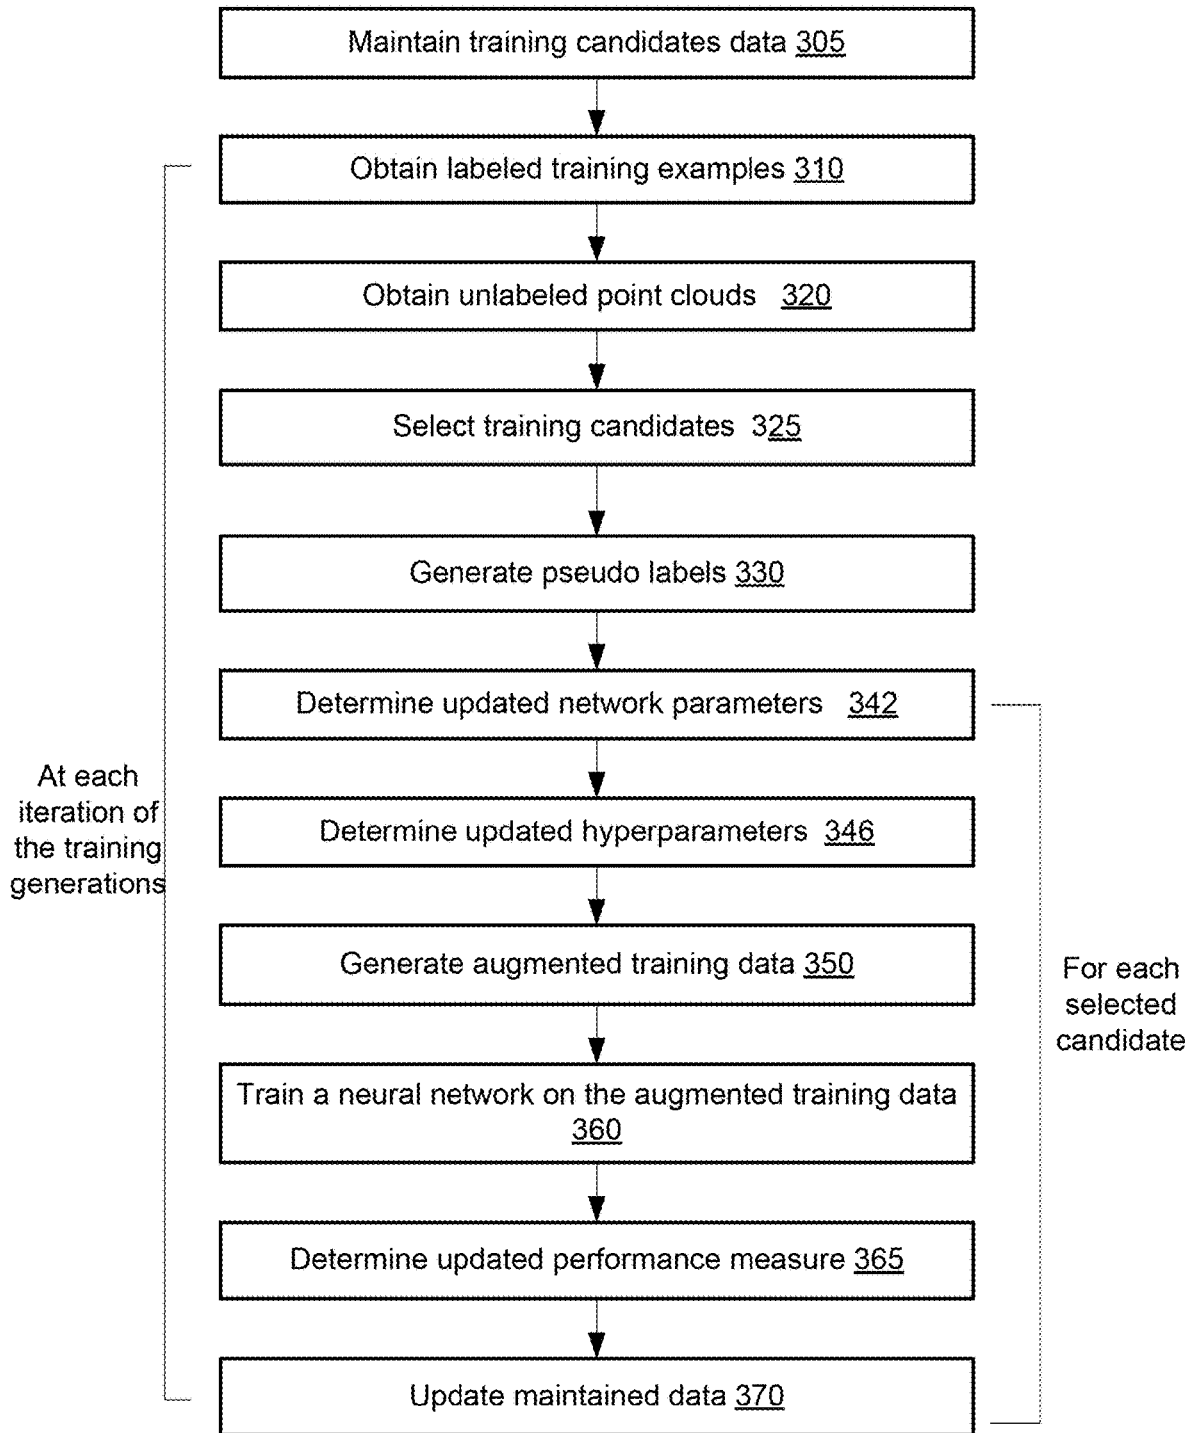 Maintain training candidates data 305
Obtain labeled training examples 310
Obtain unlabeled point clouds 320
Select training candidates 325
Generate pseudo labels 330
Determine updated network parameters 342
At each
iteration of
the training
generations
Determine updated hyperparameters 346
Generate augmented training data 350
For each
selected
candidate
Train a neural network on the augmented training data
360
Determine updated performance measure 365
Update maintained data 370